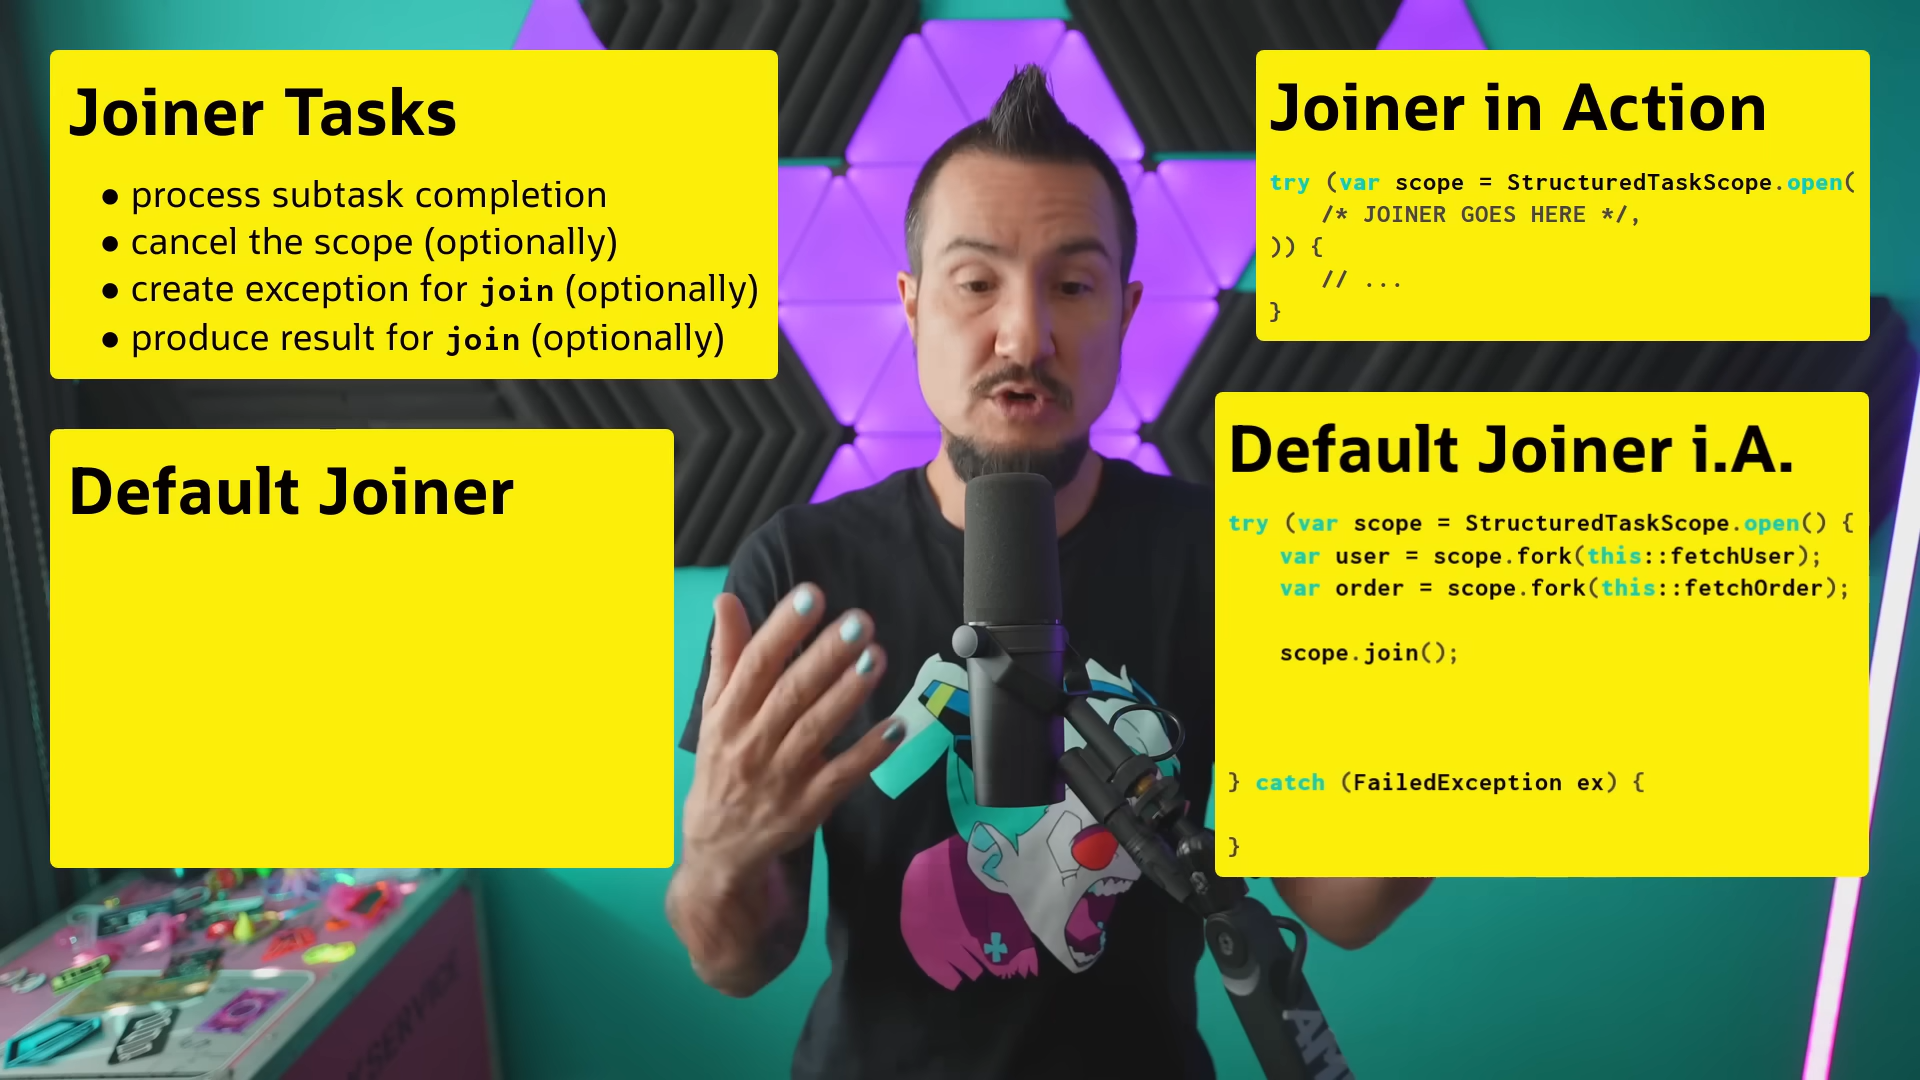 Joiner Tasks
● process subtask completion
● cancel the scope (optionally)
● create exception for join (optionally)
● produce result for join (optionally)
Default Joiner
Joiner in Action
try (var scope = StructuredTaskScope.open(
    /* JOINER GOES HERE */,
)) {
    // ...
}
Default Joiner i.A.
try (var scope = StructuredTaskScope.open() {
    var user = scope.fork(this::fetchUser);
    var order = scope.fork(this::fetchOrder);
    scope.join();
} catch (FailedException ex) {
}